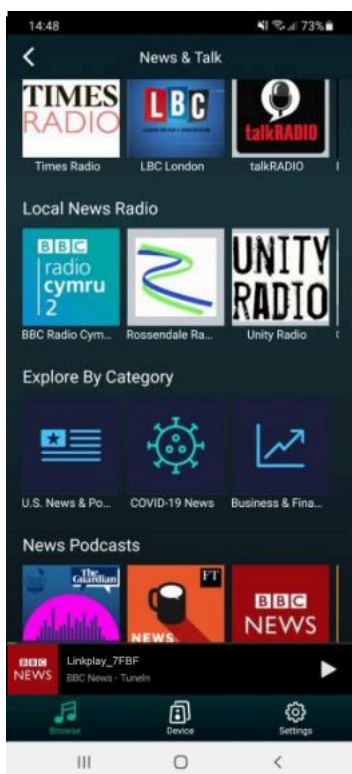 14:48 73%
News & Talk
TIMES
RADIO
LBC
talkRADIO
Times Radio LBC London talkRADIO
Local News Radio
BBC
radio
cymru
2
UNITY
RADIO
BBC Radio Cym... Rossendale Ra... Unity Radio
Explore By Category
U.S. News & Po... COVID-19 News Business & Fina...
News Podcasts
The
Guardian
FT
NEWS
BBC
NEWS
BBC
NEWS
Linkplay_7FBF
BBC News - TuneIn
Browse Device Settings